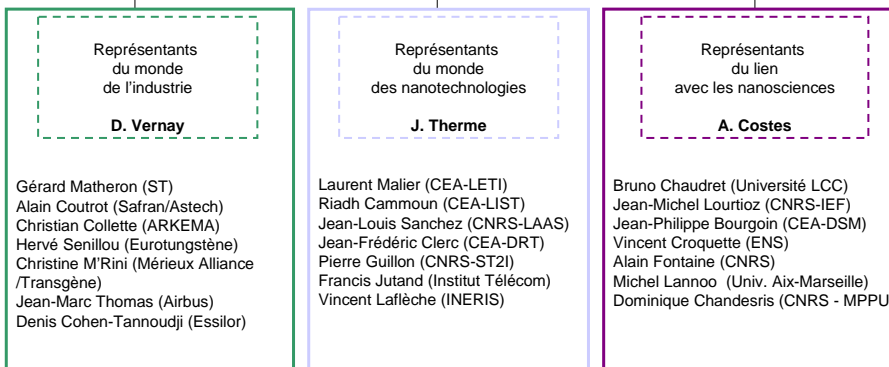 Représentants
du monde
de l'industrie
D. Vernay
Gérard Matheron (ST)
Alain Coutrot (Safran/Astech)
Christian Collette (ARKEMA)
Hervé Senillou (Eurotungstène)
Christine M'Rini (Mérieux Alliance
/Transgène)
Jean-Marc Thomas (Airbus)
Denis Cohen-Tannoudji (Essilor)
Représentants
du monde
des nanotechnologies
J. Therme
Laurent Malier (CEA-LETI)
Riadh Cammoun (CEA-LIST)
Jean-Louis Sanchez (CNRS-LAAS)
Jean-Frédéric Clerc (CEA-DRT)
Pierre Guillon (CNRS-ST2I)
Francis Jutand (Institut Télécom)
Vincent Laflèche (INERIS)
Représentants
du lien
avec les nanosciences
A. Costes
Bruno Chaudret (Université LCC)
Jean-Michel Lourtioz (CNRS-IEF)
Jean-Philippe Bourgoin (CEA-DSM)
Vincent Croquette (ENS)
Alain Fontaine (CNRS)
Michel Lannoo (Univ. Aix-Marseille)
Dominique Chandesris (CNRS - MPPU